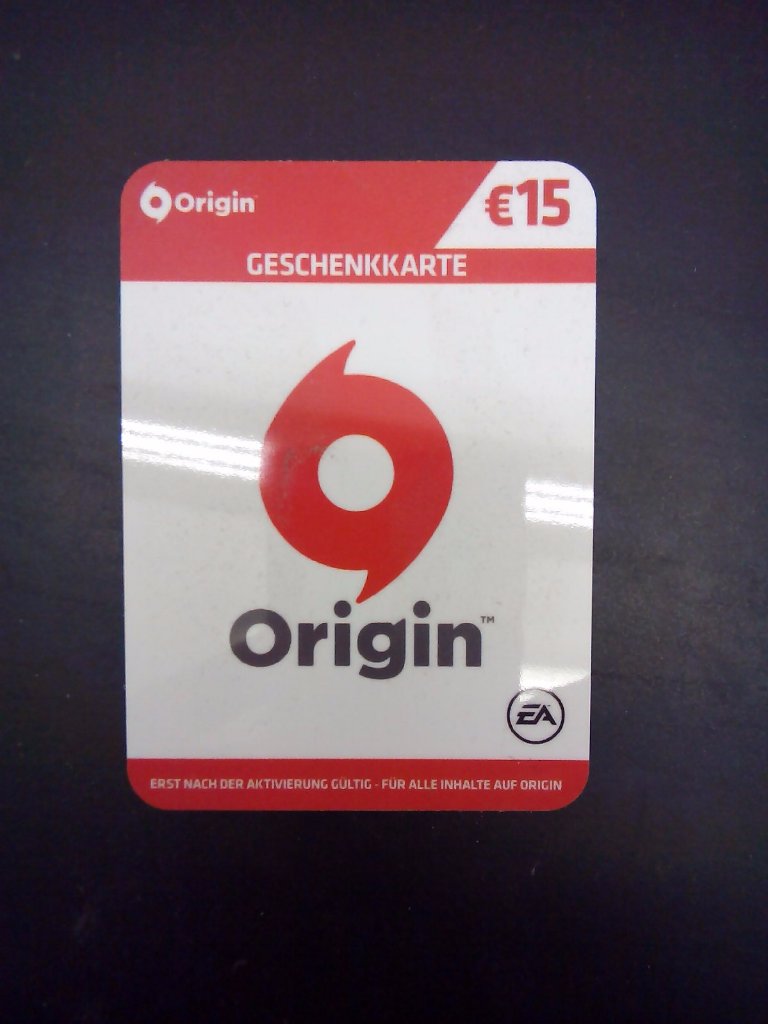 Origin
€15
GESCHENKKARTE
Origin™
EA
ERST NACH DER AKTIVIERUNG GÜLTIG - FÜR ALLE INHALTE AUF ORIGIN